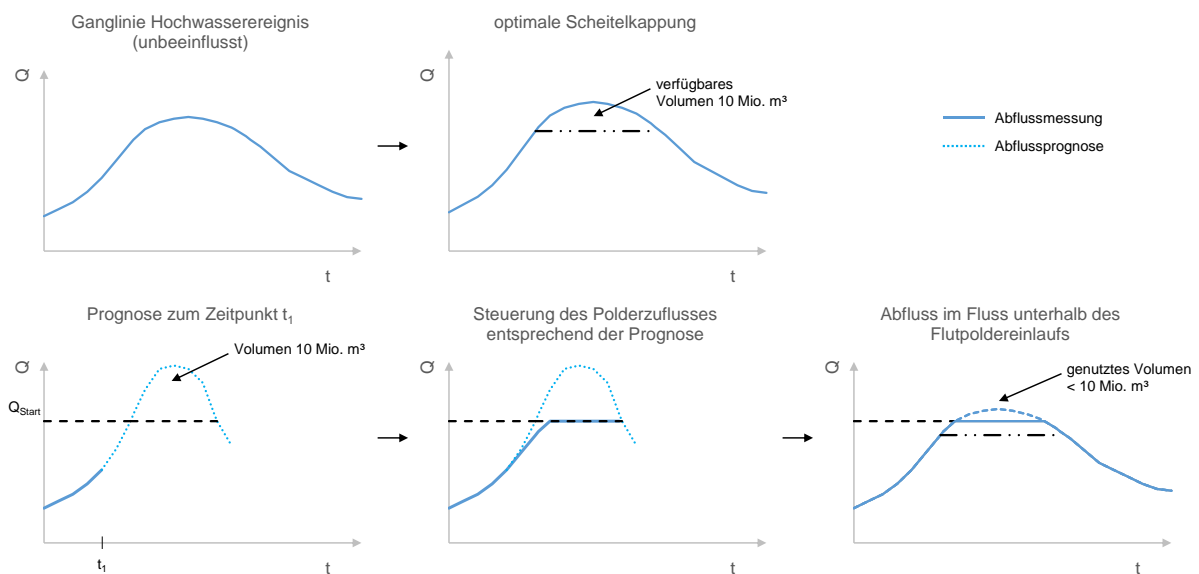 Ganglinie Hochwasserereignis
(unbeeinflusst)
Q
t
optimale Scheitelkappung
Q
verfügbares
Volumen 10 Mio. m³
t
Abflussmessung
Abflussprognose
Prognose zum Zeitpunkt t₁
Q
Volumen 10 Mio. m³
Q_Start
t₁
t
Steuerung des Polderzuflusses
entsprechend der Prognose
Q
t
Abfluss im Fluss unterhalb des
Flutpoldereinlaufs
Q
genutztes Volumen
< 10 Mio. m³
t